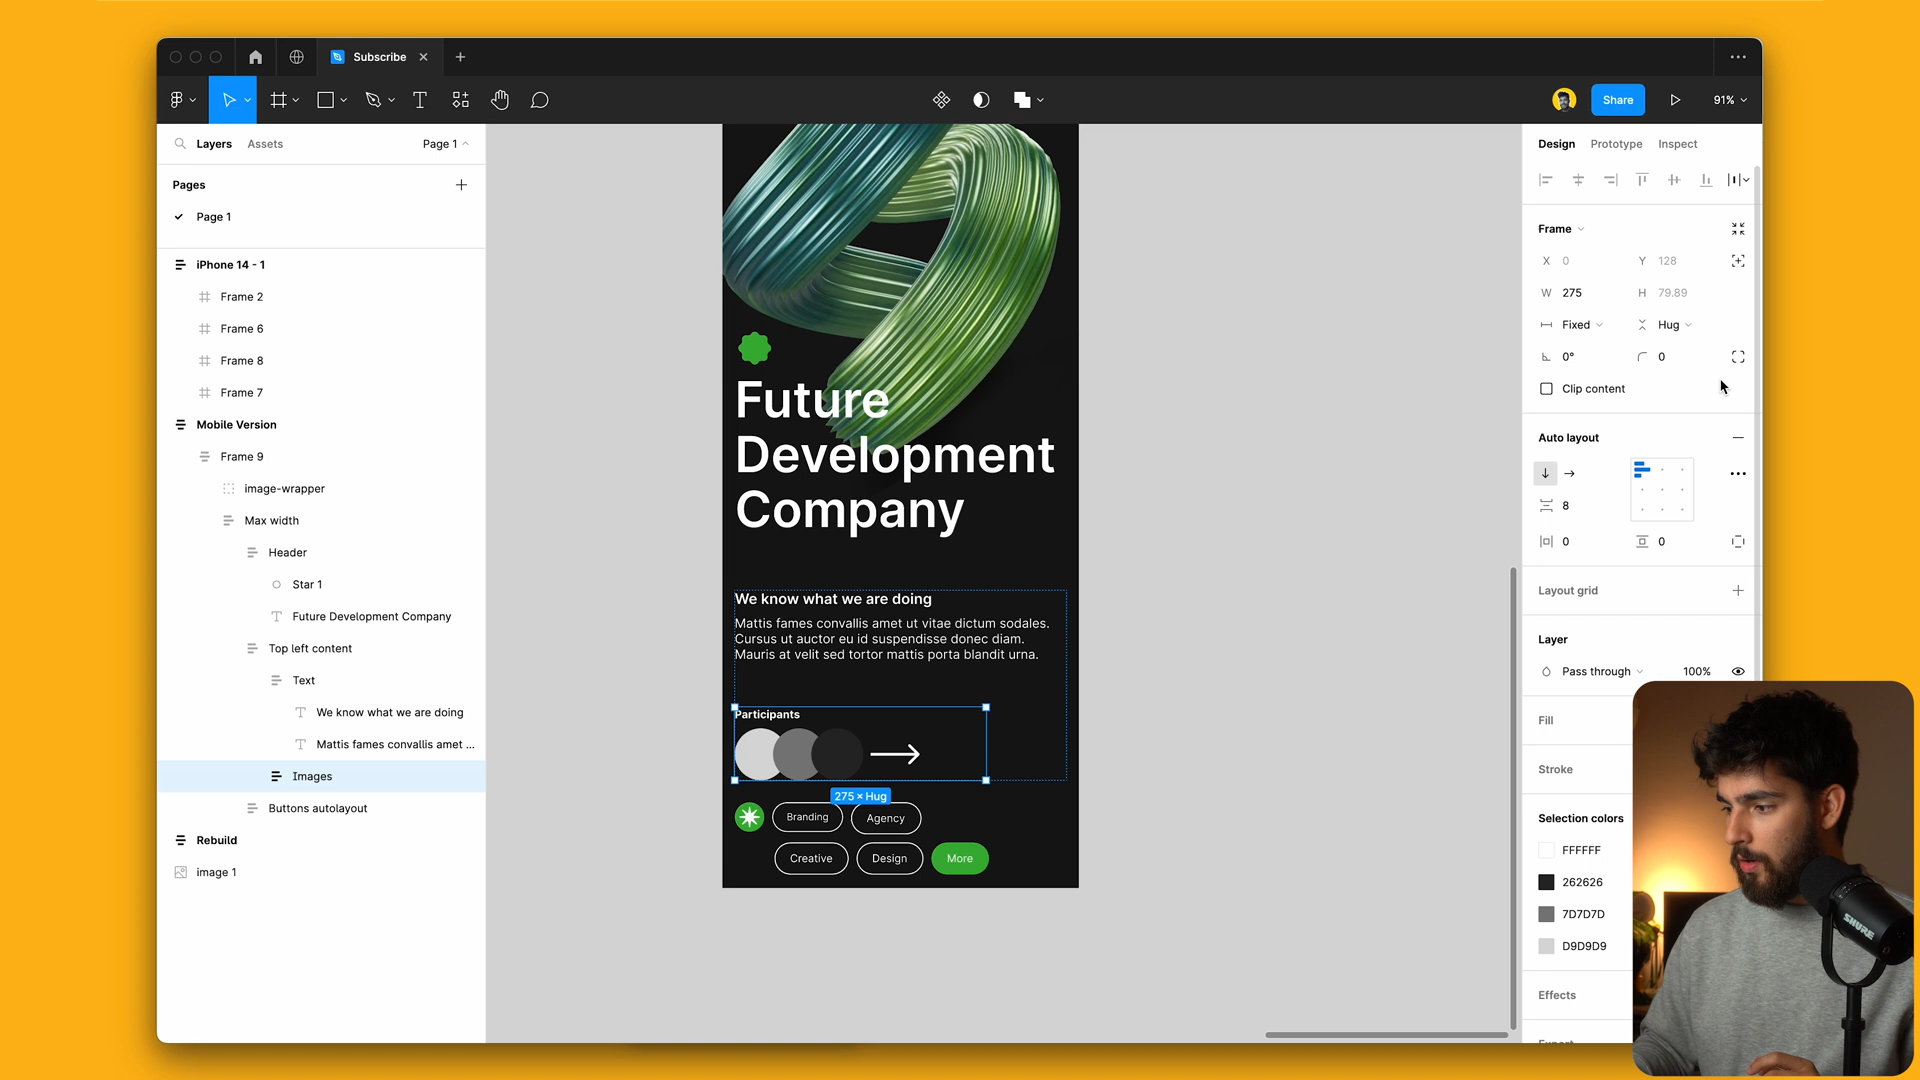 Subscribe
Share
91%
Layers
Assets
Page 1
Pages
Page 1
iPhone 14 - 1
Frame 2
Frame 6
Frame 8
Frame 7
Mobile Version
Frame 9
image-wrapper
Max width
Header
Star 1
Future Development Company
Top left content
Text
We know what we are doing
Mattis fames convallis amet ...
Images
Buttons autolayout
Rebuild
image 1
Future
Development
Company
We know what we are doing
Mattis fames convallis amet ut vitae dictum sodales.
Cursus ut auctor eu id suspendisse donec diam.
Mauris at velit sed tortor mattis porta blandit urna.
Participants
275 × Hug
Branding
Agency
Creative
Design
More
Design
Prototype
Inspect
Frame
X 0
Y 128
W 275
H 79.89
Fixed
Hug
0°
0
Clip content
Auto layout
8
0
0
Layout grid
Layer
Pass through
100%
Fill
Stroke
Selection colors
FFFFFF
262626
7D7D7D
D9D9D9
Effects
SHURE